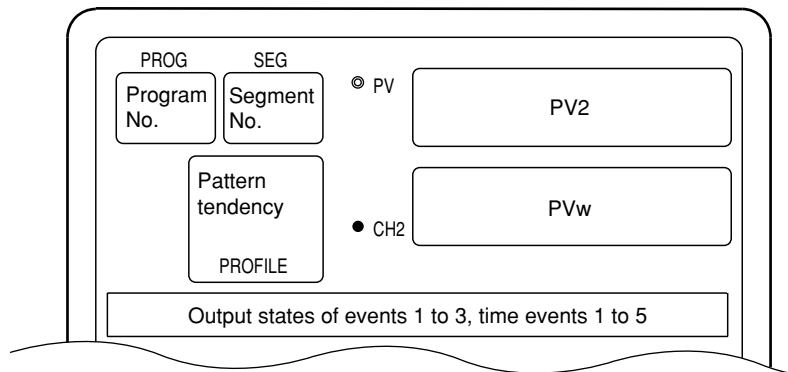 PROG SEG
Program
No.
Segment
No.
PV
PV2
Pattern
tendency
PROFILE
CH2
PVw
Output states of events 1 to 3, time events 1 to 5